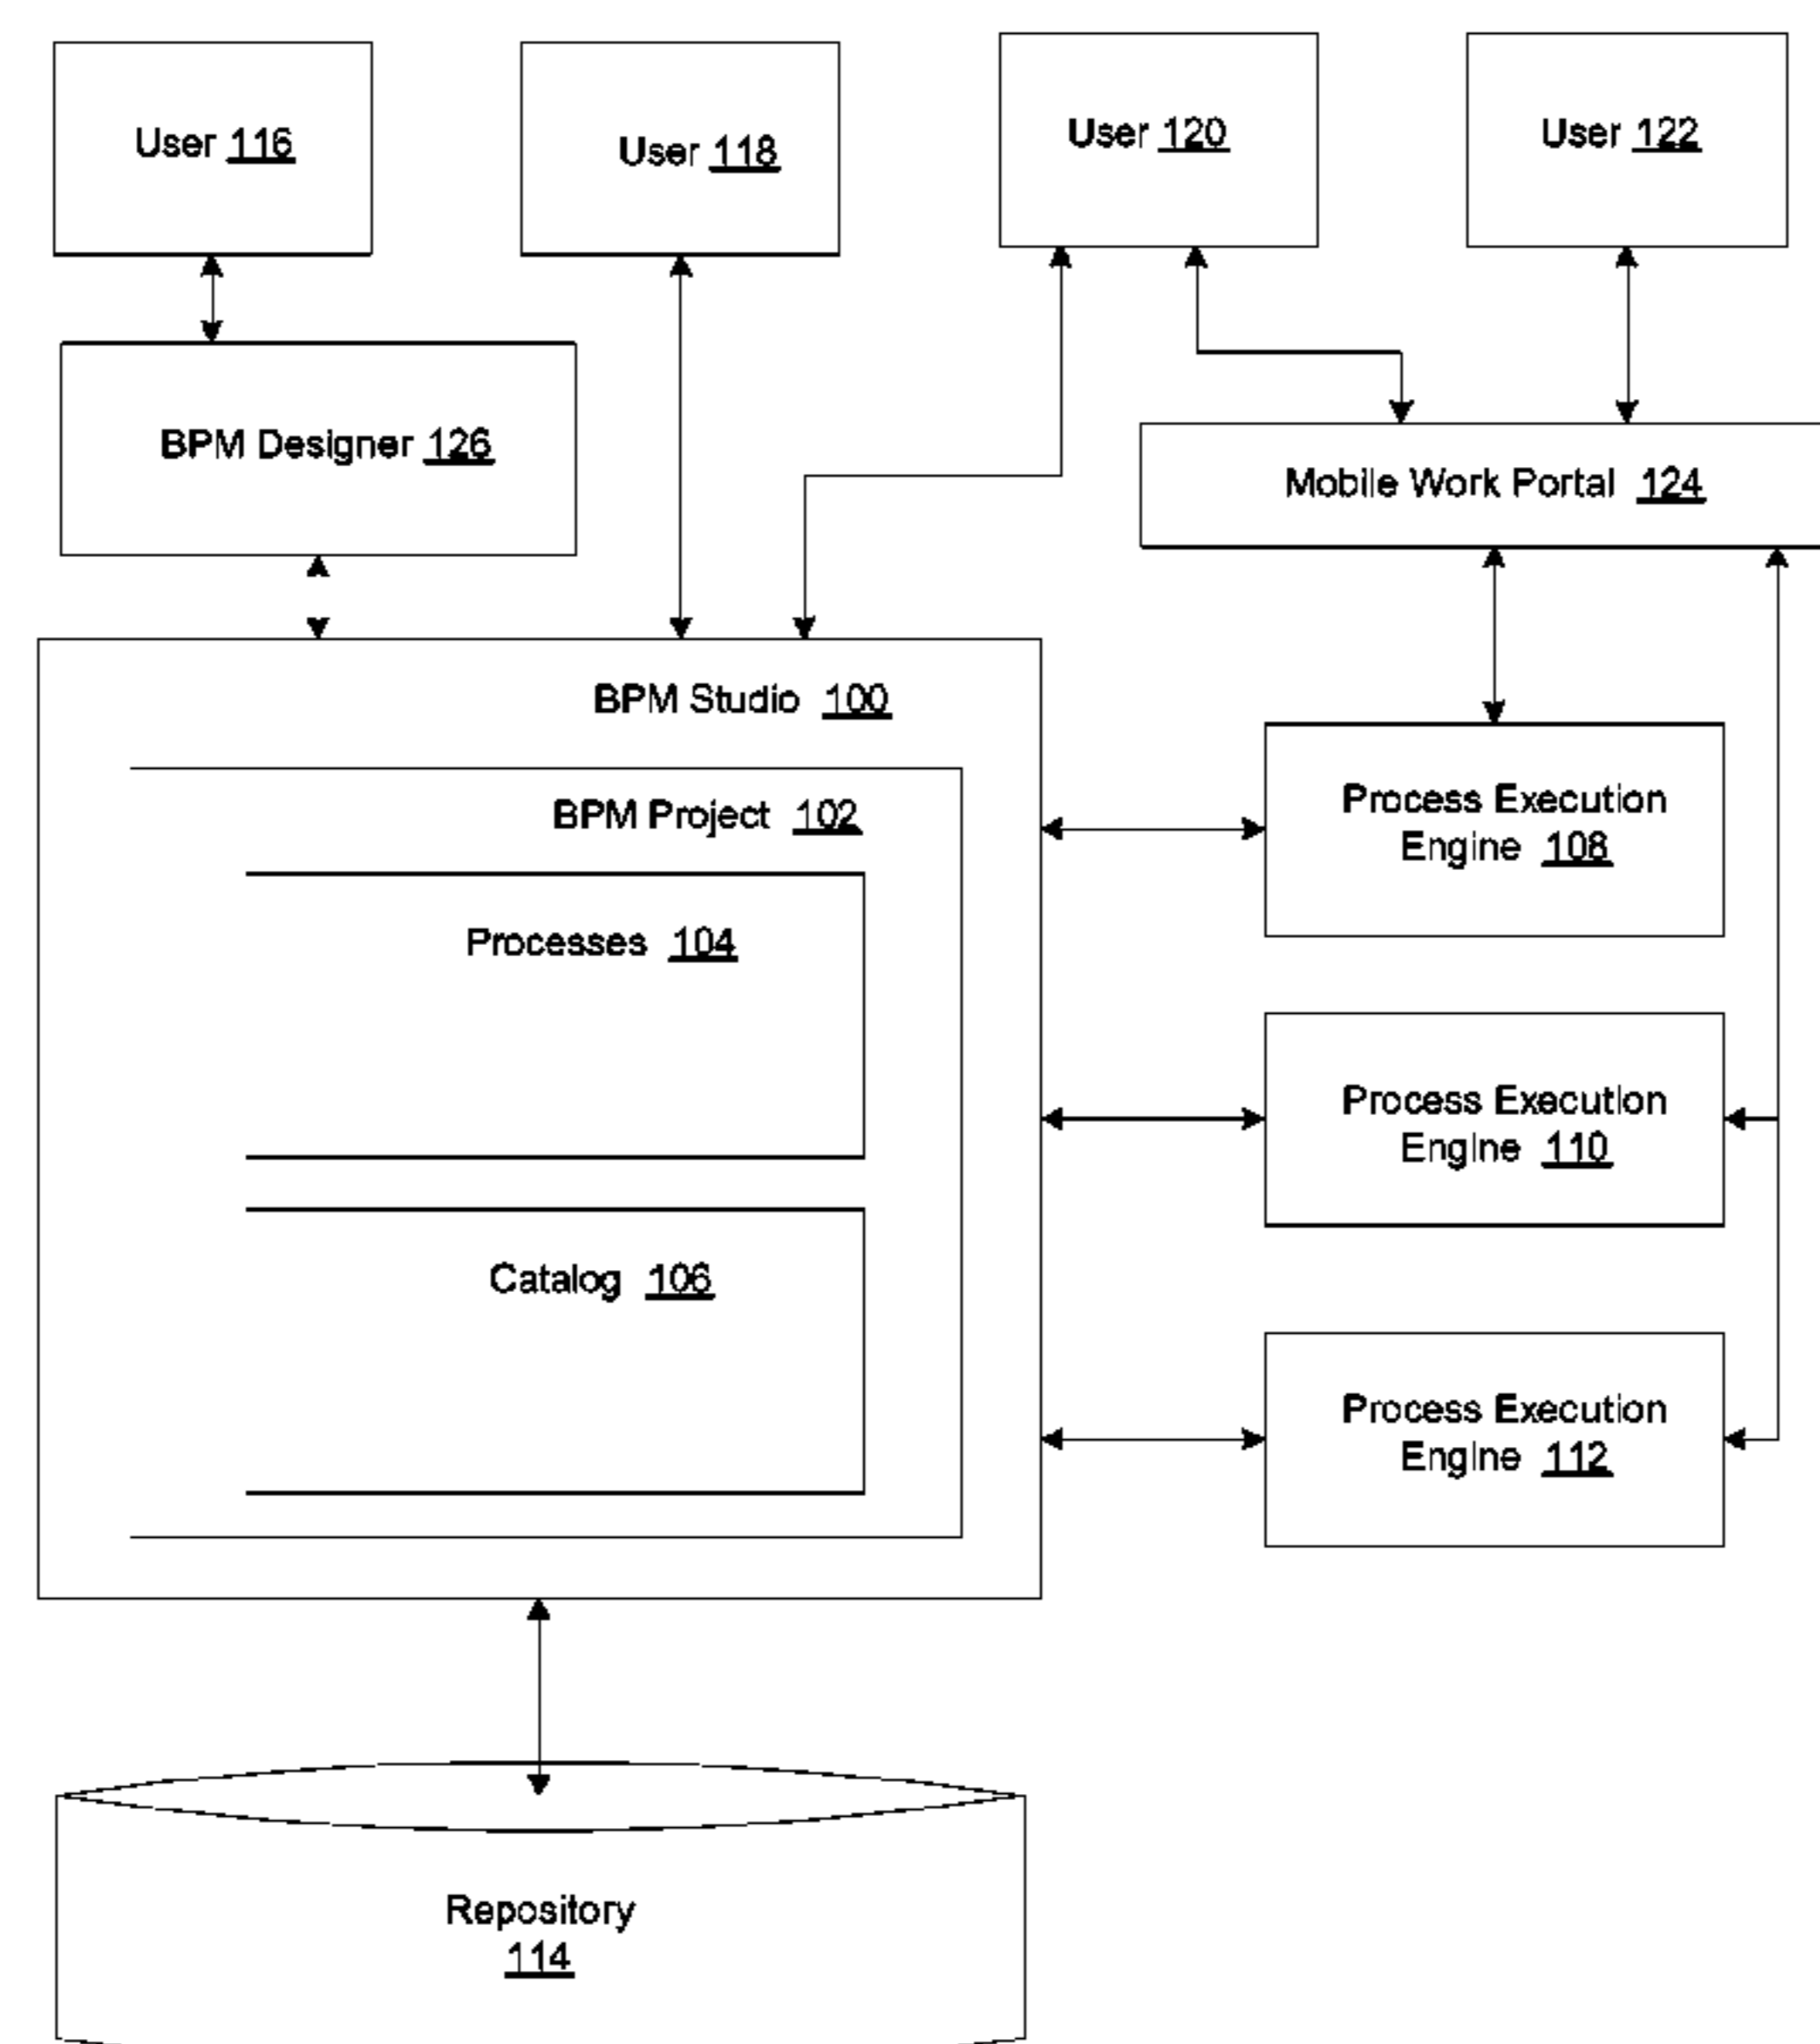 User 116
User 118
User 120
User 122
BPM Designer 126
Mobile Work Portal 124
BPM Studio 100
BPM Project 102
Processes 104
Catalog 106
Process Execution
Engine 108
Process Execution
Engine 110
Process Execution
Engine 112
Repository
114